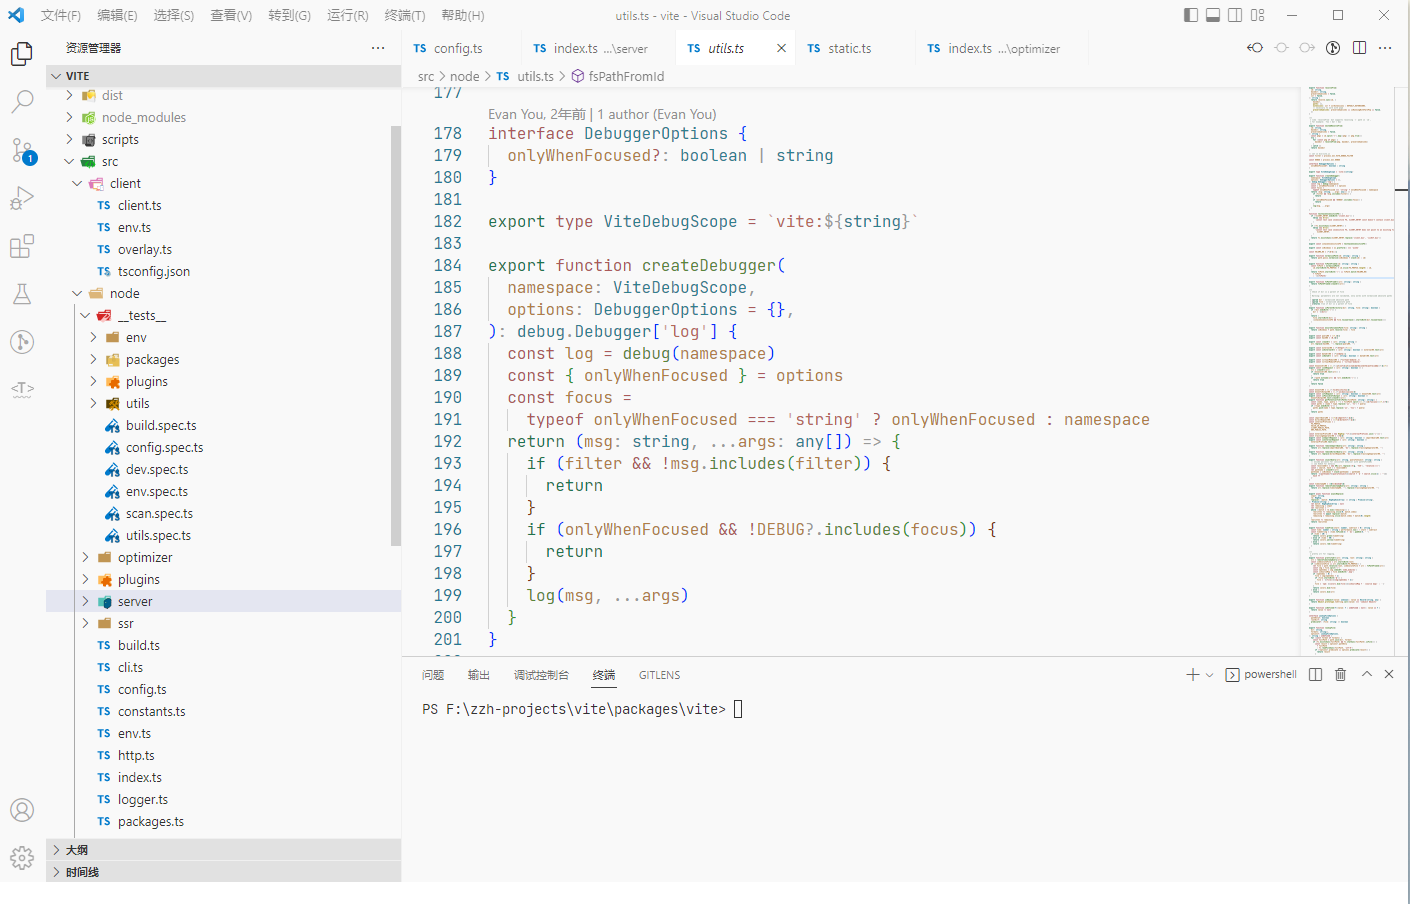 文件(F) 编辑(E) 选择(S) 查看(V) 转到(G) 运行(R) 终端(T) 帮助(H) utils.ts - vite - Visual Studio Code
资源管理器
VITE
dist
node_modules
scripts
src
client
TS client.ts
TS env.ts
TS overlay.ts
TS tsconfig.json
node
__tests__
env
packages
plugins
utils
build.spec.ts
config.spec.ts
dev.spec.ts
env.spec.ts
scan.spec.ts
utils.spec.ts
optimizer
plugins
server
ssr
TS build.ts
TS cli.ts
TS config.ts
TS constants.ts
TS env.ts
TS http.ts
TS index.ts
TS logger.ts
TS packages.ts
大纲
时间线
1
TS config.ts TS index.ts ...\server TS utils.ts TS static.ts TS index.ts ...\optimizer
src > node > TS utils.ts > fsPathFromId
177
Evan You, 2年前 | 1 author (Evan You)
178 interface DebuggerOptions {
179 onlyWhenFocused?: boolean | string
180 }
181
182 export type ViteDebugScope = `vite:${string}`
183
184 export function createDebugger(
185 namespace: ViteDebugScope,
186 options: DebuggerOptions = {},
187 ): debug.Debugger['log'] {
188 const log = debug(namespace)
189 const { onlyWhenFocused } = options
190 const focus =
191 typeof onlyWhenFocused === 'string' ? onlyWhenFocused : namespace
192 return (msg: string, ...args: any[]) => {
193 if (filter && !msg.includes(filter)) {
194 return
195 }
196 if (onlyWhenFocused && !DEBUG?.includes(focus)) {
197 return
198 }
199 log(msg, ...args)
200 }
201 }
问题 输出 调试控制台 终端 GITLENS powershell
PS F:\zzh-projects\vite\packages\vite>